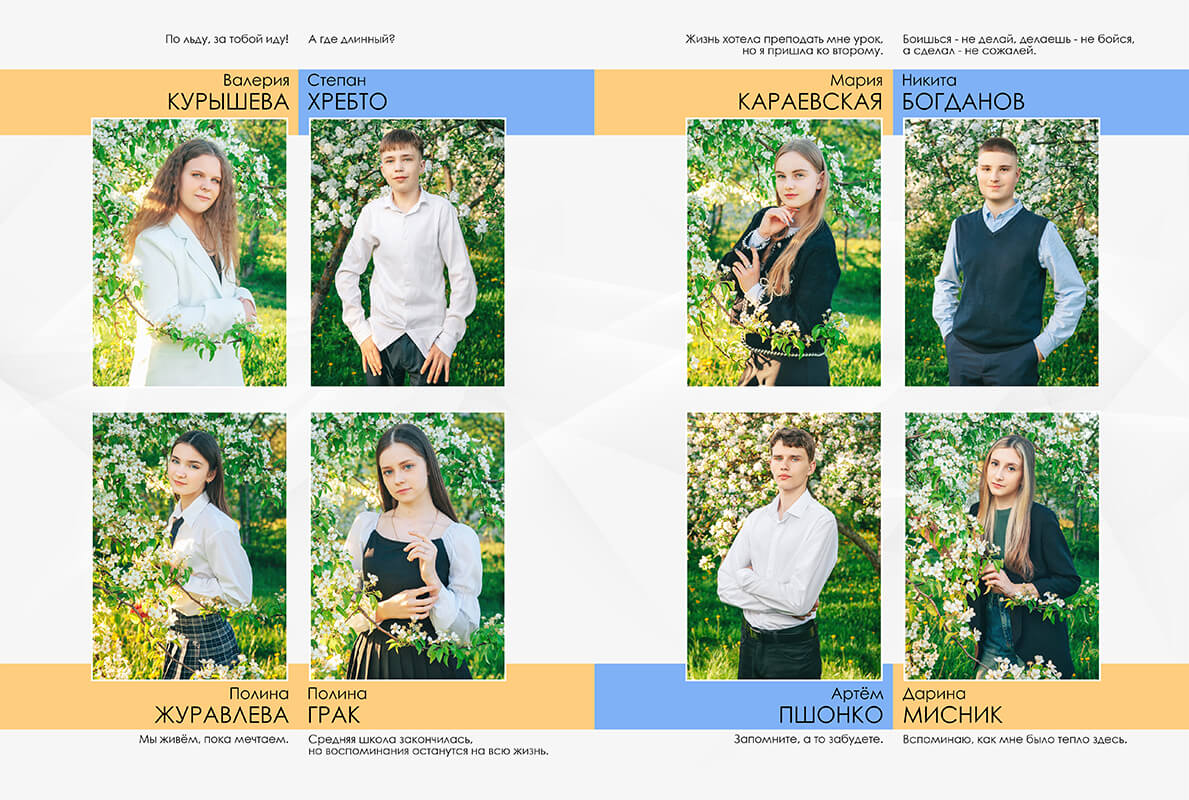 По льду, за тобой иду!
А где длинный?
Валерия
КУРЫШЕВА
Степан
ХРЕБТО
Жизнь хотела преподать мне урок,
но я пришла ко второму.
Боишься - не делай, делаешь - не бойся,
а сделал - не сожалей.
Мария
КАРАЕВСКАЯ
Никита
БОГДАНОВ
Полина
ЖУРАВЛЕВА
Мы живём, пока мечтаем.
Полина
ГРАК
Средняя школа закончилась,
но воспоминания останутся на всю жизнь.
Артём
ПШОНКО
Запомните, а то забудете.
Дарина
МИСНИК
Вспоминаю, как мне было тепло здесь.